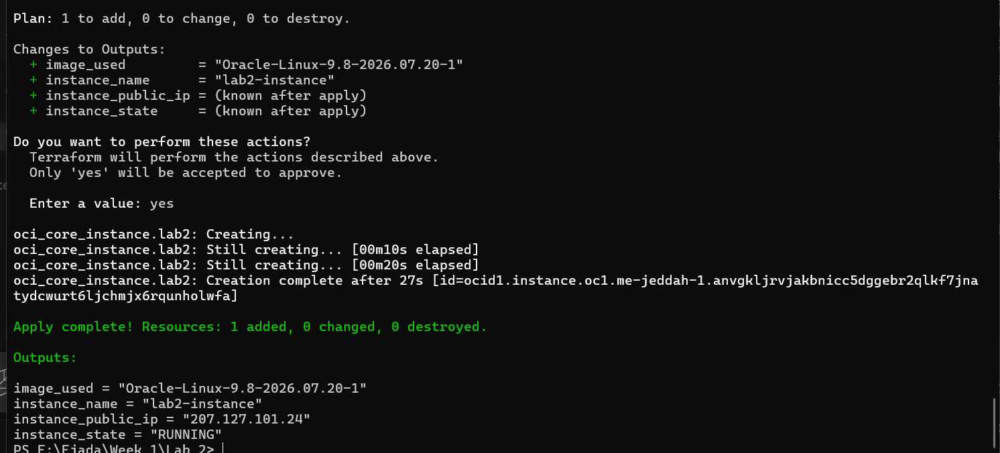 Plan: 1 to add, 0 to change, 0 to destroy.
Changes to Outputs:
  + image_used         = "Oracle-Linux-9.8-2026.07.20-1"
  + instance_name      = "lab2-instance"
  + instance_public_ip = (known after apply)
  + instance_state     = (known after apply)
Do you want to perform these actions?
  Terraform will perform the actions described above.
  Only 'yes' will be accepted to approve.
  Enter a value: yes
oci_core_instance.lab2: Creating...
oci_core_instance.lab2: Still creating... [00m10s elapsed]
oci_core_instance.lab2: Still creating... [00m20s elapsed]
oci_core_instance.lab2: Creation complete after 27s [id=ocid1.instance.oc1.me-jeddah-1.anvgkljrvjakbnicc5dggebr2qlkf7jna
tydcwurt6ljchmjx6rqunholwfa]
Apply complete! Resources: 1 added, 0 changed, 0 destroyed.
Outputs:
image_used = "Oracle-Linux-9.8-2026.07.20-1"
instance_name = "lab2-instance"
instance_public_ip = "207.127.101.24"
instance_state = "RUNNING"
PS E:\Ejada\Week 1\Lab 2>